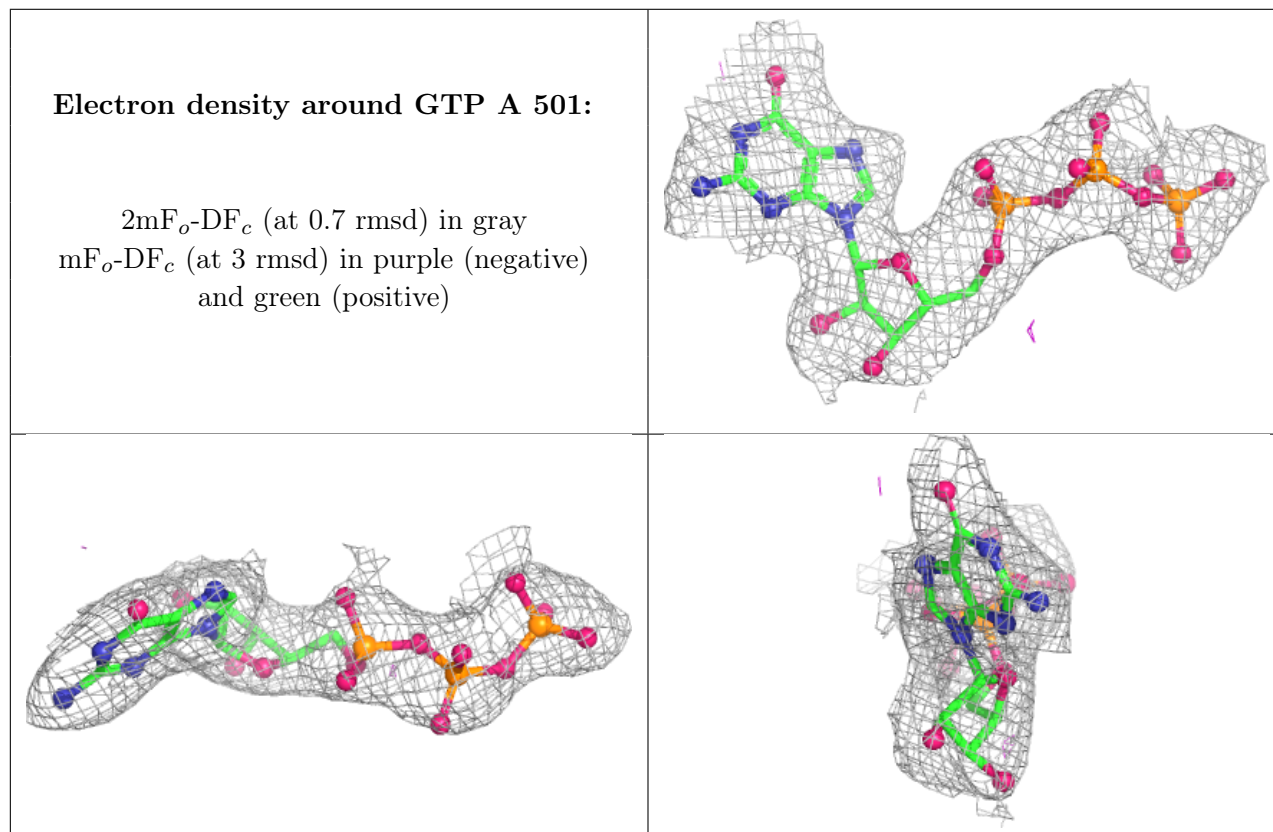 Electron density around GTP A 501:
2mFo-DFc (at 0.7 rmsd) in gray
mFo-DFc (at 3 rmsd) in purple (negative)
and green (positive)